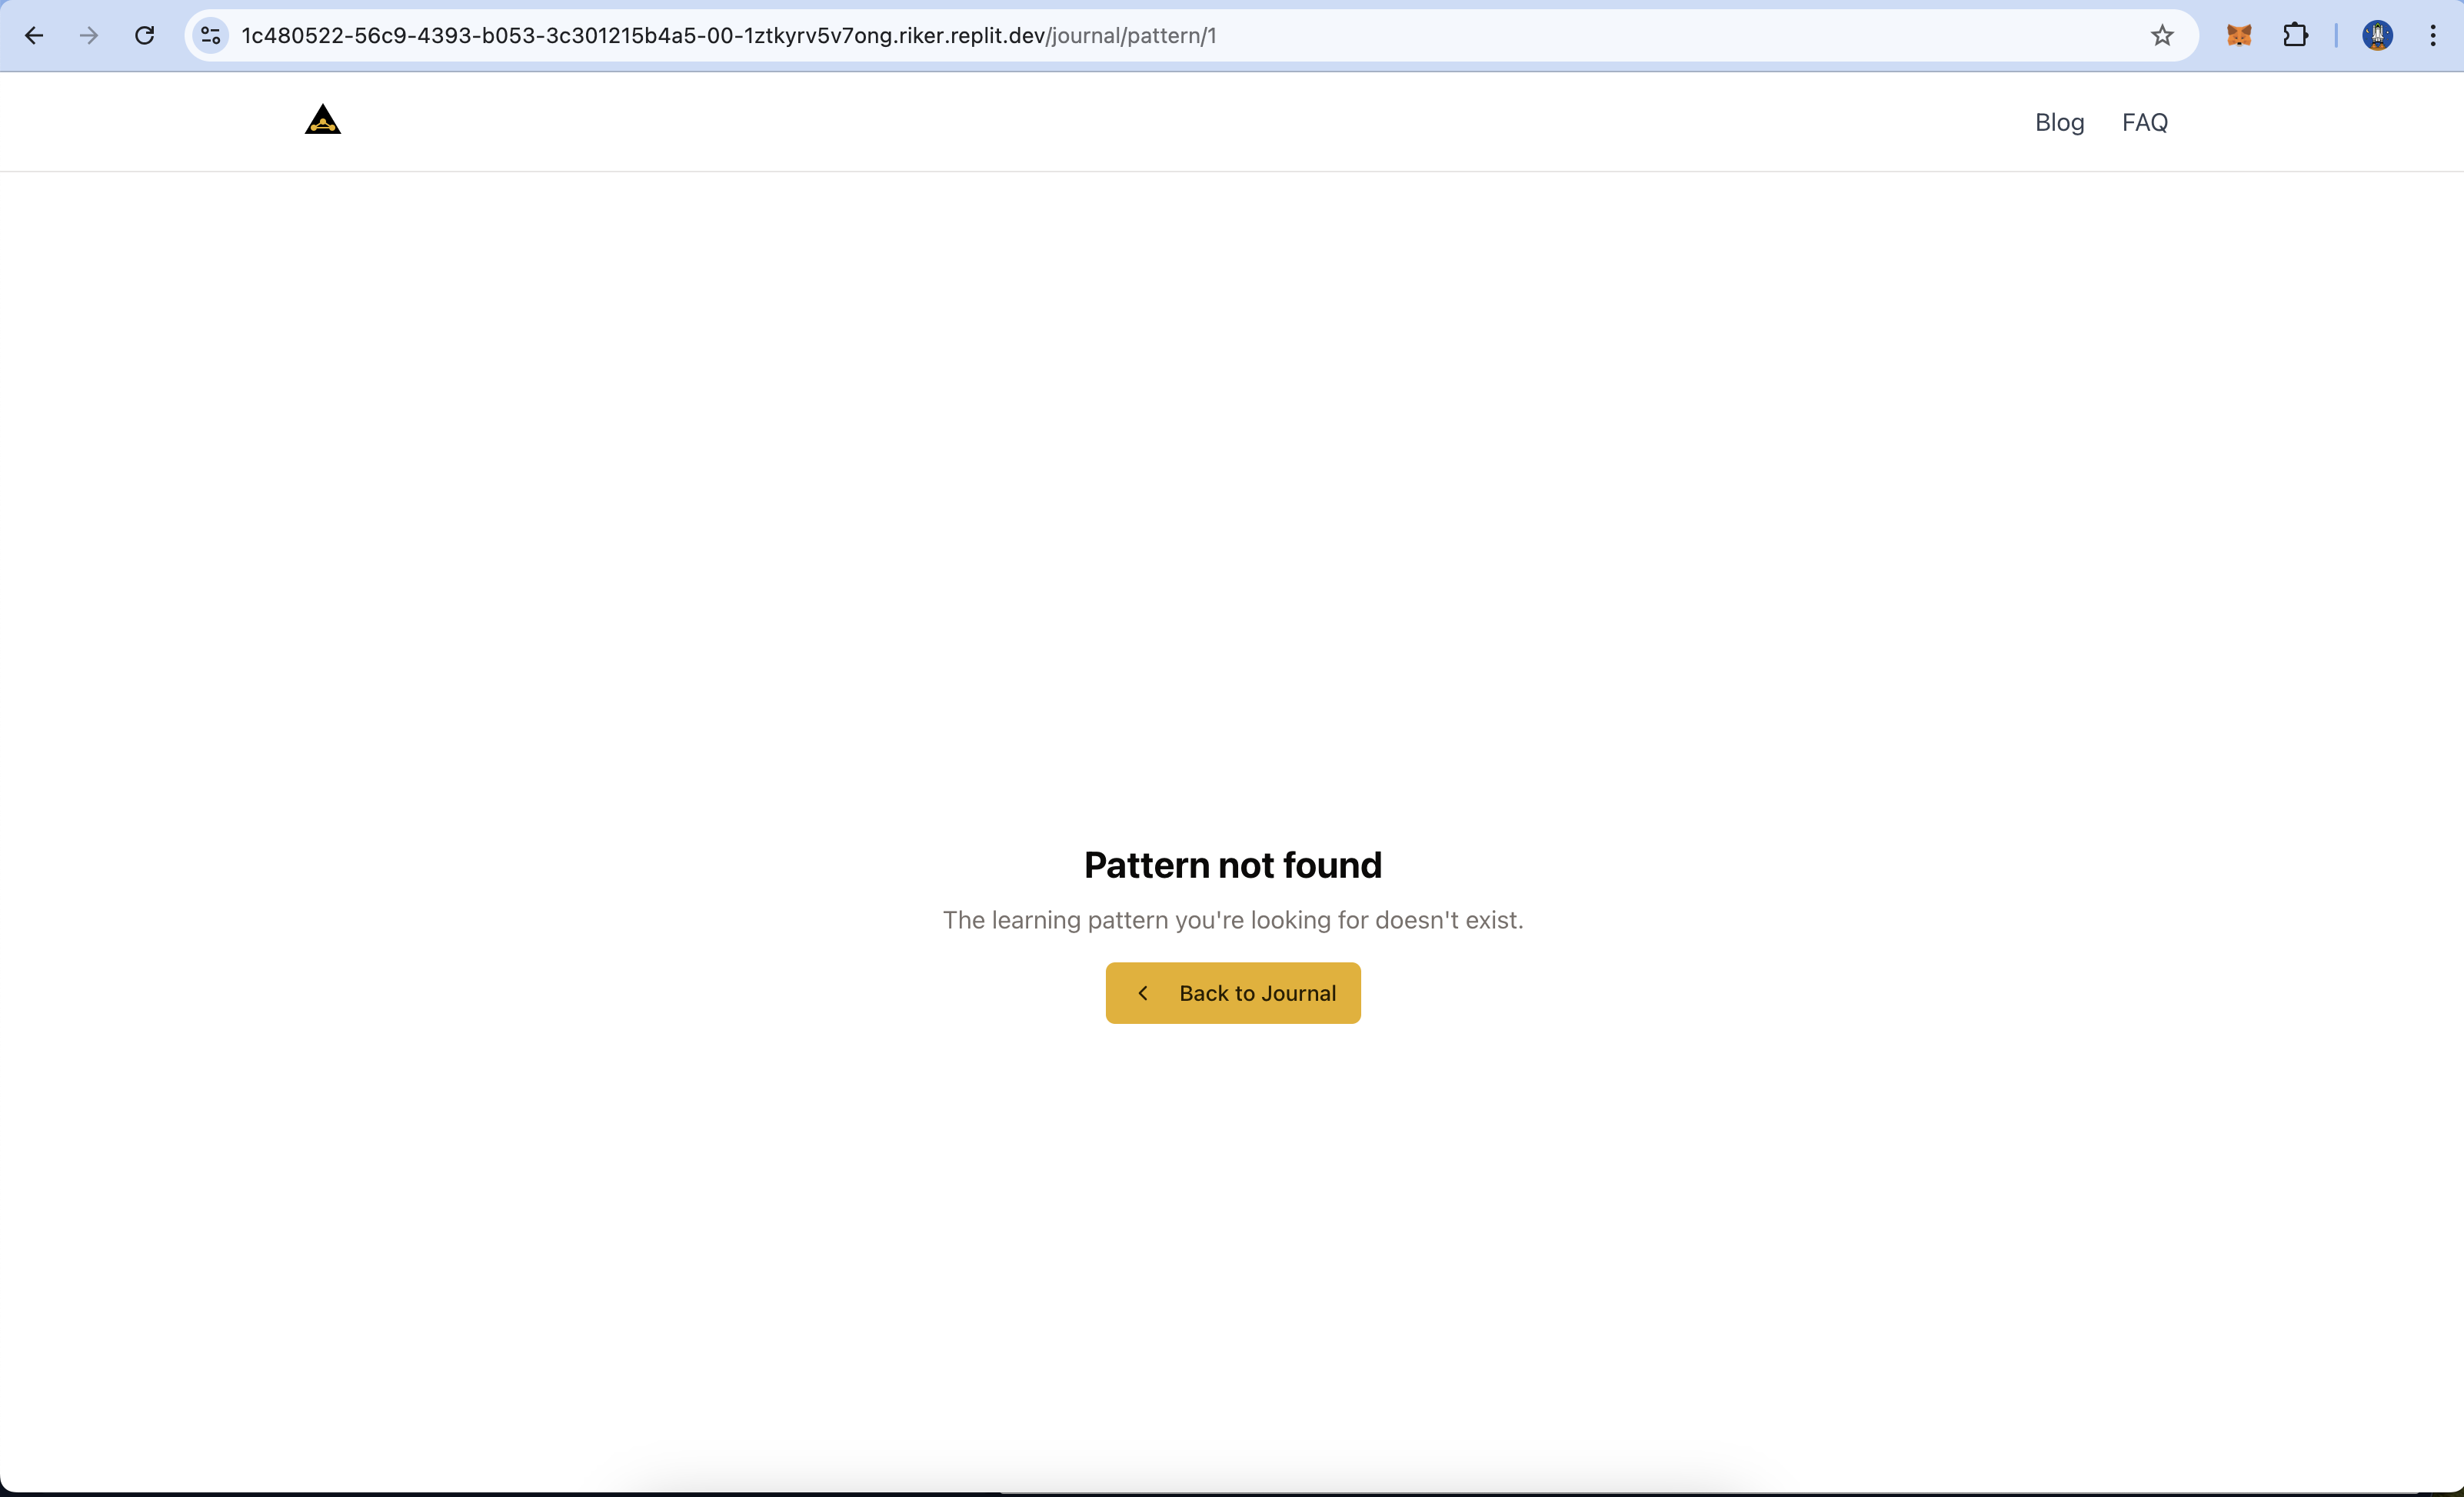 1c480522-56c9-4393-b053-3c301215b4a5-00-1ztkyrv5v7ong.riker.replit.dev/journal/pattern/1
Blog FAQ
Pattern not found
The learning pattern you're looking for doesn't exist.
Back to Journal